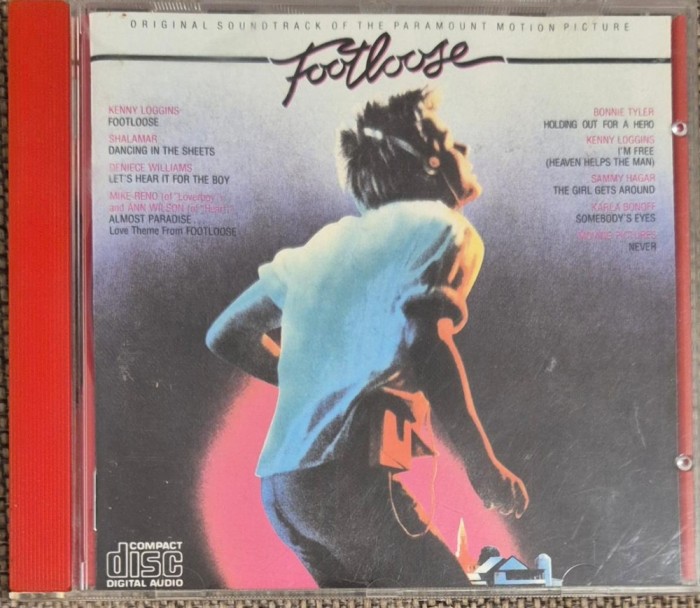 ORIGINAL SOUNDTRACK OF THE PARAMOUNT MOTION PICTURE
Footloose
KENNY LOGGINS
FOOTLOOSE
SHALAMAR
DANCING IN THE SHEETS
DENIECE WILLIAMS
LET'S HEAR IT FOR THE BOY
MIKE RENO (of "Loverboy")
and ANN WILSON (of "Heart")
ALMOST PARADISE...
Love Theme From FOOTLOOSE
BONNIE TYLER
HOLDING OUT FOR A HERO
KENNY LOGGINS
I'M FREE
(HEAVEN HELPS THE MAN)
SAMMY HAGAR
THE GIRL GETS AROUND
KARLA BONOFF
SOMEBODY'S EYES
MOVING PICTURES
NEVER
COMPACT
disc
DIGITAL AUDIO